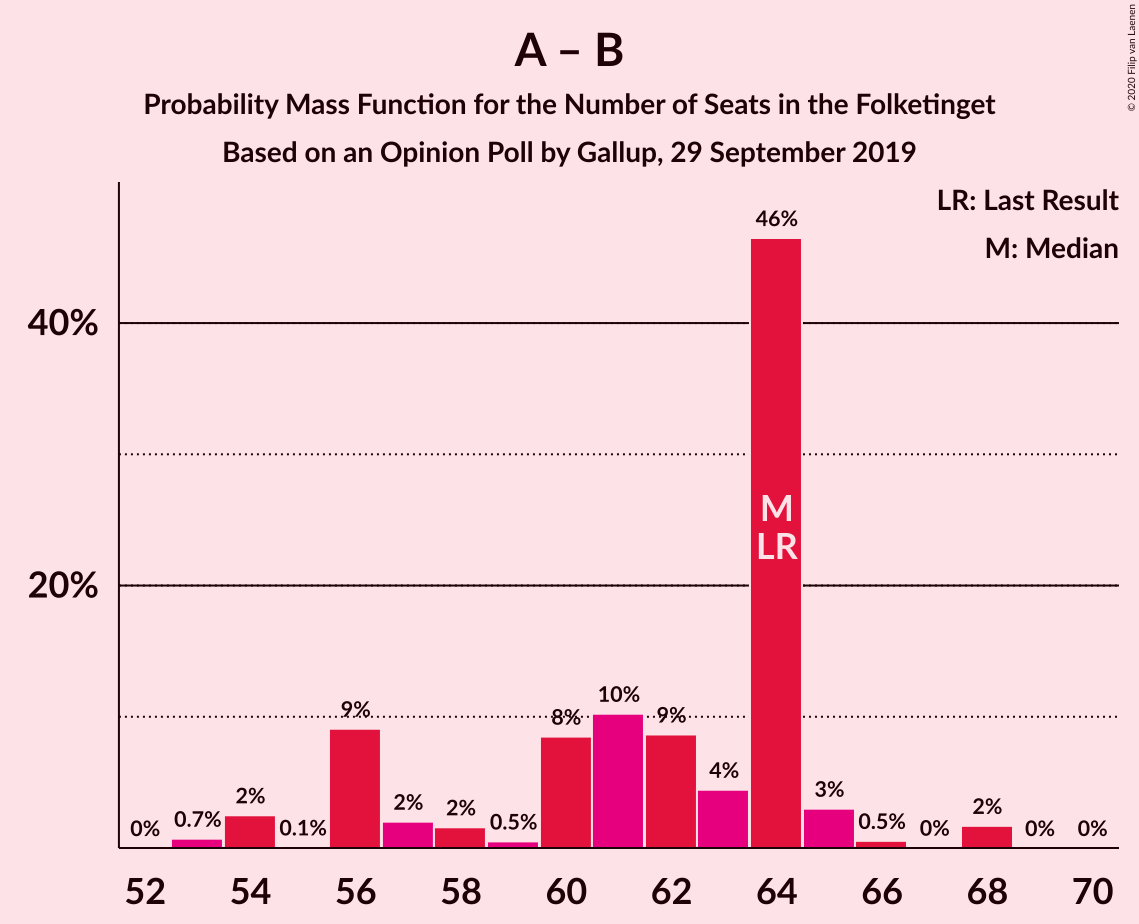 A – B
Probability Mass Function for the Number of Seats in the Folketinget
Based on an Opinion Poll by Gallup, 29 September 2019
© 2020 Filip van Laenen
LR: Last Result
M: Median
46%
40%
M
LR
20%
10%
9%
8%
9%
4%
3%
2%
2%
2%
2%
0%
0.7%
0.1%
0.5%
0.5%
0%
0%
0%
52 54 56 58 60 62 64 66 68 70